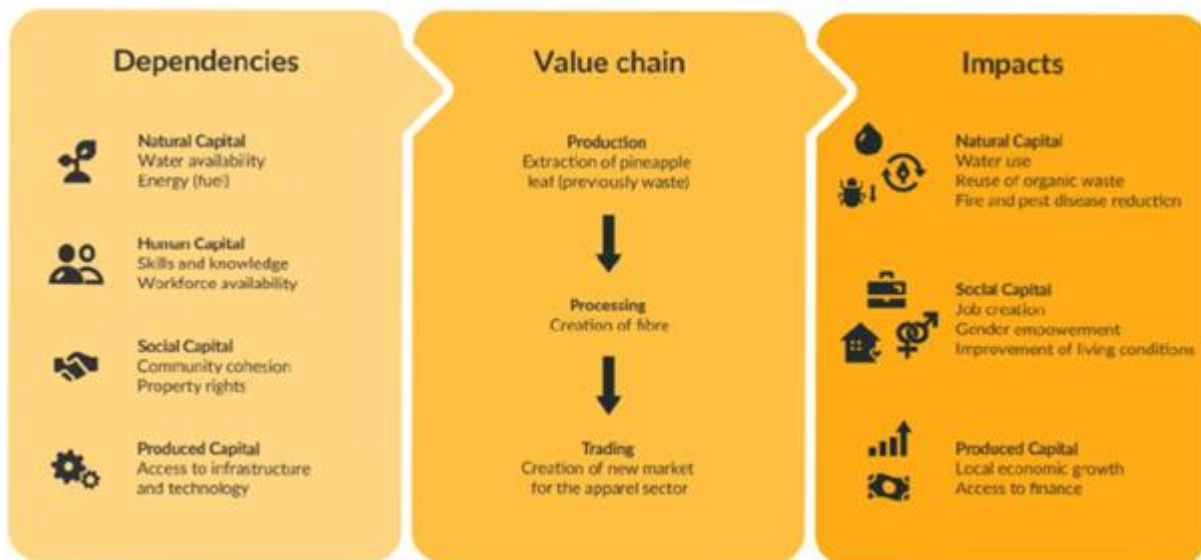 Dependencies
Natural Capital
Water availability
Energy (fuel)
Human Capital
Skills and knowledge
Workforce availability
Social Capital
Community cohesion
Property rights
Produced Capital
Access to infrastructure
and technology
Value chain
Production
Extraction of pineapple
leaf (previously waste)
Processing
Creation of fibre
Trading
Creation of new market
for the apparel sector
Impacts
Natural Capital
Water use
Reuse of organic waste
Fire and pest disease reduction
Social Capital
Job creation
Gender empowerment
Improvement of living conditions
Produced Capital
Local economic growth
Access to finance